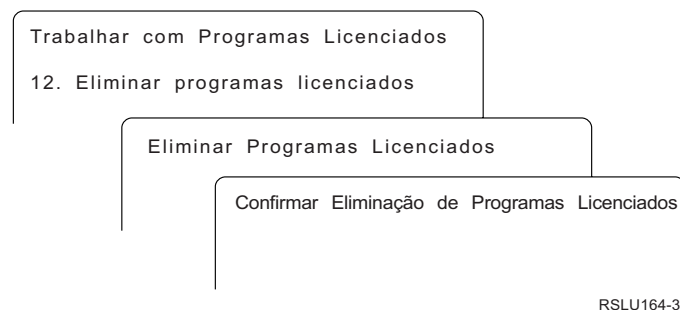 Trabalhar com Programas Licenciados
12. Eliminar programas licenciados
Eliminar Programas Licenciados
Confirmar Eliminação de Programas Licenciados
RSLU164-3